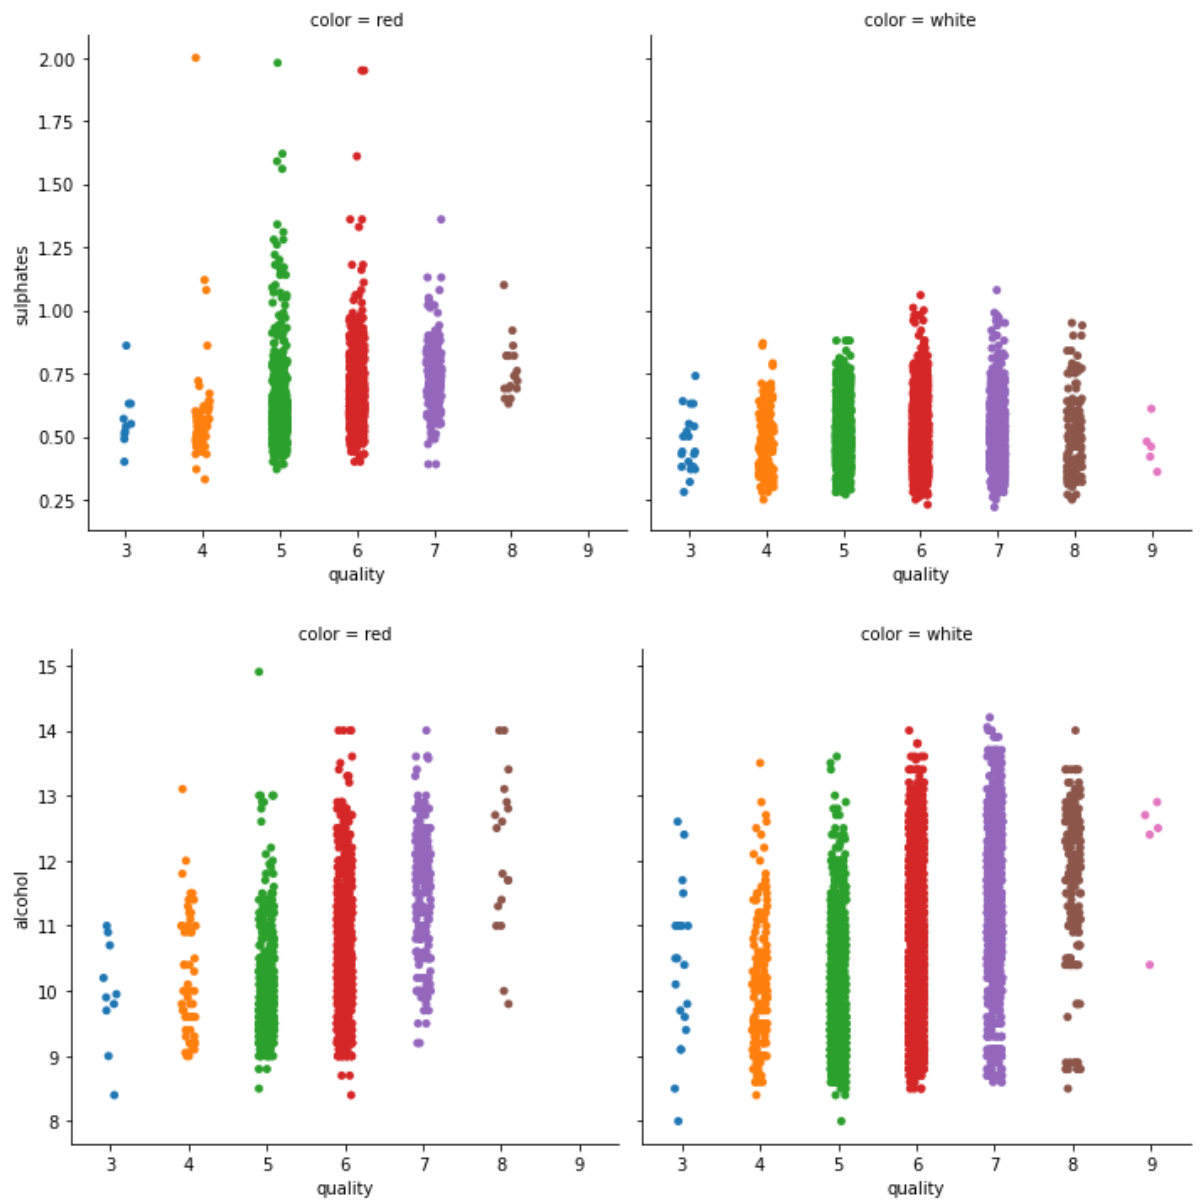 color = red
color = white
2.00
1.75
1.50
1.25
1.00
0.75
0.50
0.25
sulphates
3 4 5 6 7 8 9
3 4 5 6 7 8 9
quality
quality
color = red
color = white
15
14
13
12
11
10
9
8
alcohol
3 4 5 6 7 8 9
3 4 5 6 7 8 9
quality
quality